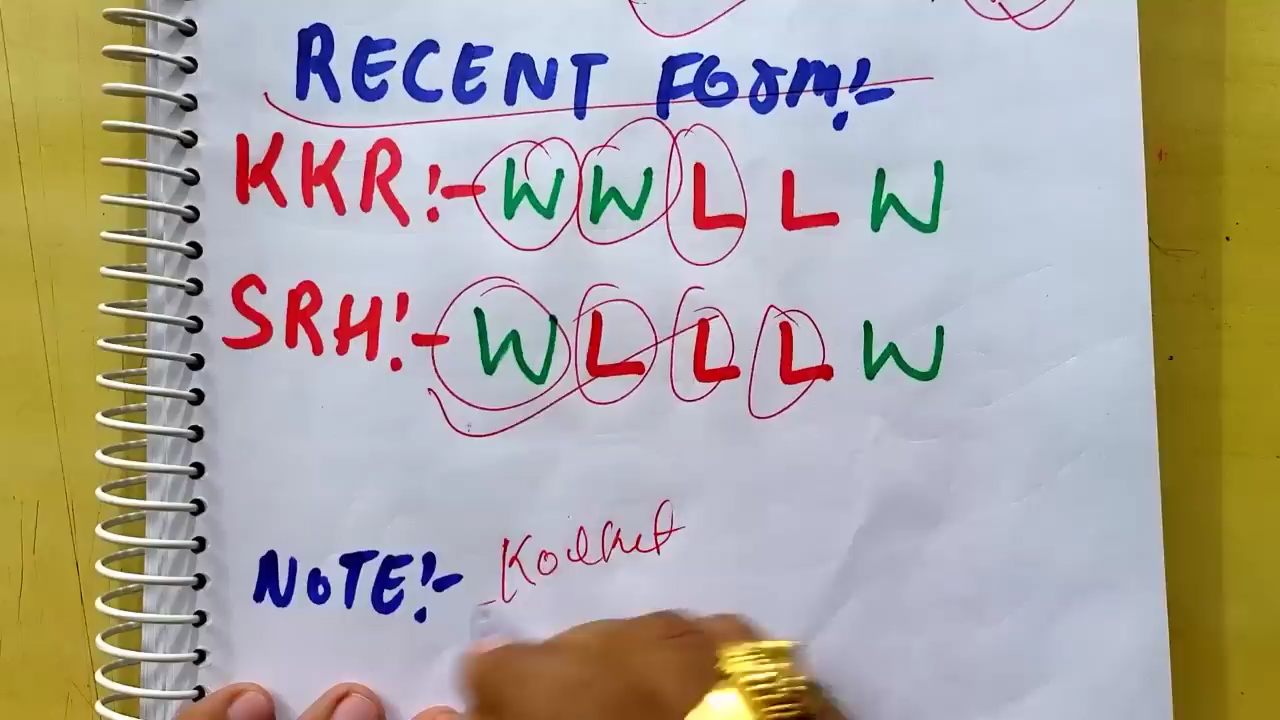 RECENT FORM:-
KKR:- W W L L W
SRH:- W L L L W
NOTE:-